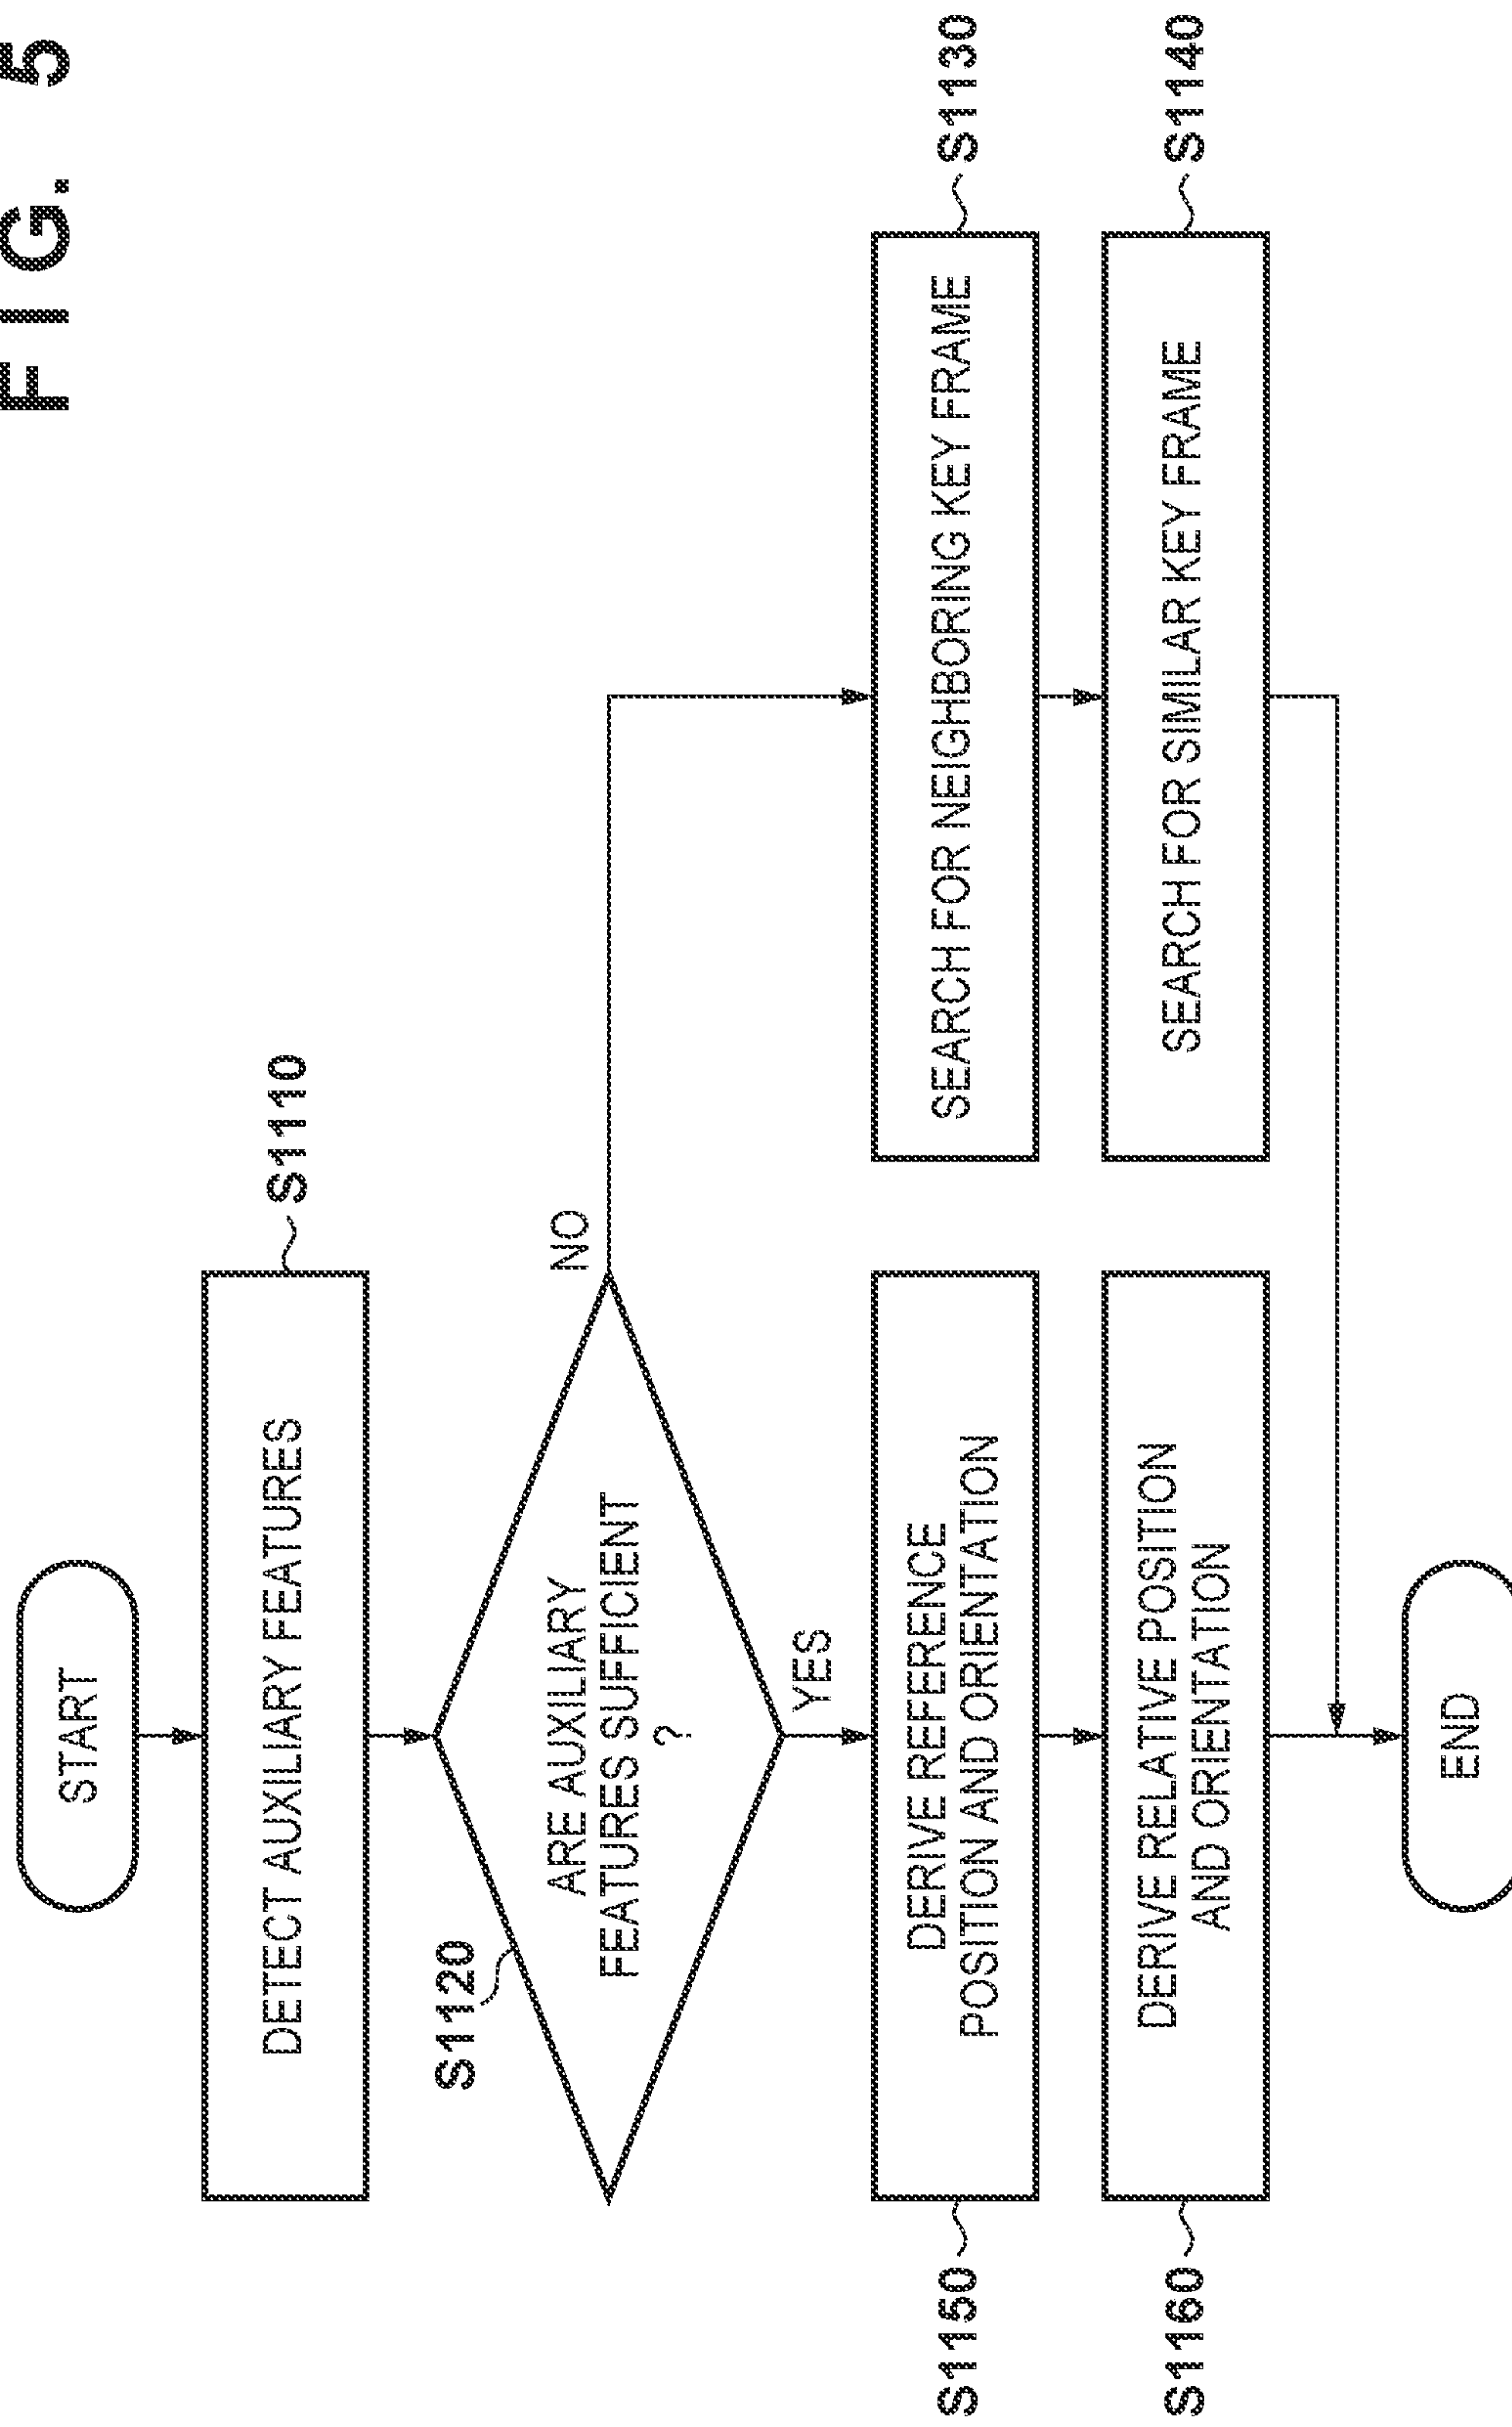 FIG. 5
START
DETECT AUXILIARY FEATURES
S1110
S1120
ARE AUXILIARY
FEATURES SUFFICIENT
?
NO
YES
S1150
DERIVE REFERENCE
POSITION AND ORIENTATION
SEARCH FOR NEIGHBORING KEY FRAME
S1130
S1160
DERIVE RELATIVE POSITION
AND ORIENTATION
SEARCH FOR SIMILAR KEY FRAME
S1140
END